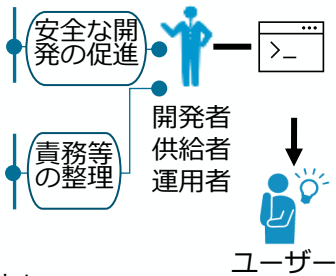 安全な開
発の促進
>_
開発者
供給者
運用者
責務等
の整理
ユーザー